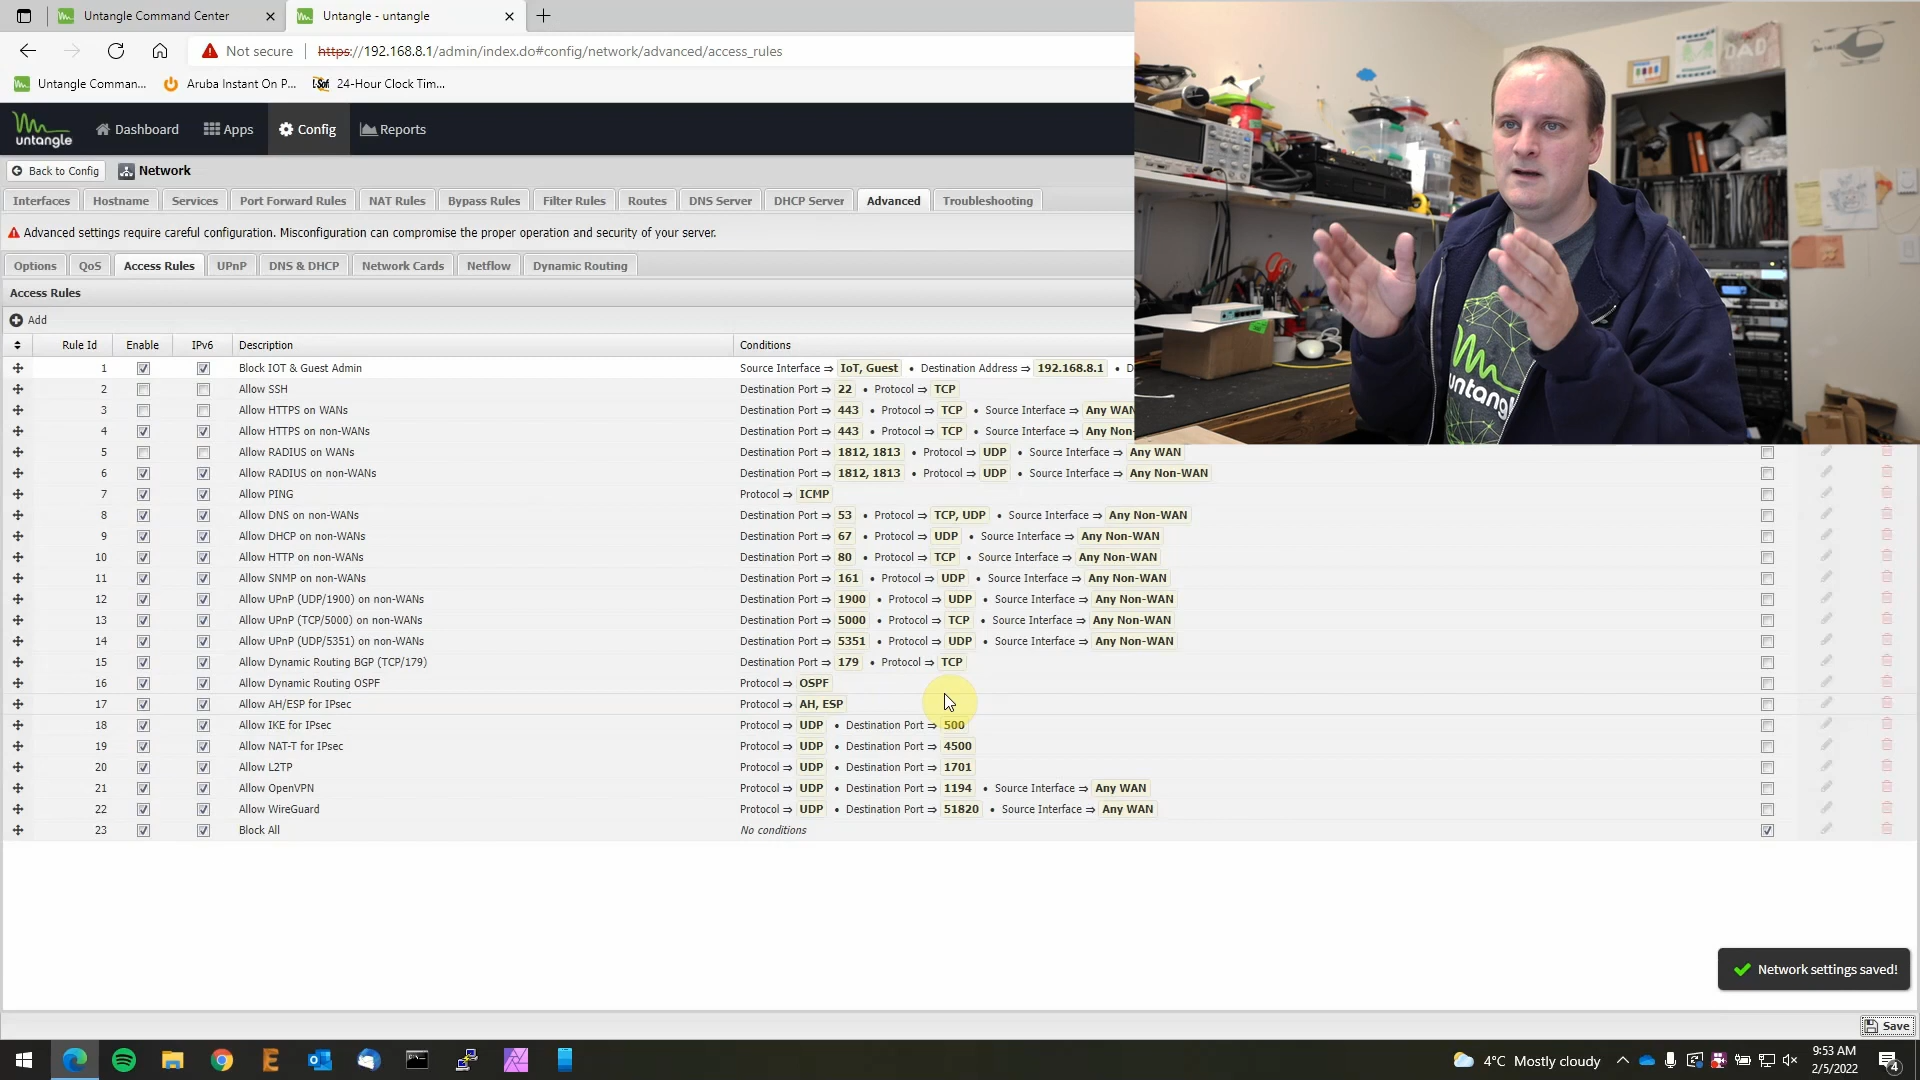 Untangle Command Center
Untangle - untangle
Not secure https://192.168.8.1/admin/index.do#config/network/advanced/access_rules
Untangle Comman... Aruba Instant On P... 24-Hour Clock Tim...
untangle Dashboard Apps Config Reports
Back to Config Network
Interfaces Hostname Services Port Forward Rules NAT Rules Bypass Rules Filter Rules Routes DNS Server DHCP Server Advanced Troubleshooting
Advanced settings require careful configuration. Misconfiguration can compromise the proper operation and security of your server.
Options QoS Access Rules UPnP DNS & DHCP Network Cards Netflow Dynamic Routing
Access Rules
Add
Rule Id Enable IPv6 Description Conditions
1 Block IOT & Guest Admin Source Interface ⇒ IoT, Guest • Destination Address ⇒ 192.168.8.1 • D
2 Allow SSH Destination Port ⇒ 22 • Protocol ⇒ TCP
3 Allow HTTPS on WANs Destination Port ⇒ 443 • Protocol ⇒ TCP • Source Interface ⇒ Any WAN
4 Allow HTTPS on non-WANs Destination Port ⇒ 443 • Protocol ⇒ TCP • Source Interface ⇒ Any Non-
5 Allow RADIUS on WANs Destination Port ⇒ 1812, 1813 • Protocol ⇒ UDP • Source Interface ⇒ Any WAN
6 Allow RADIUS on non-WANs Destination Port ⇒ 1812, 1813 • Protocol ⇒ UDP • Source Interface ⇒ Any Non-WAN
7 Allow PING Protocol ⇒ ICMP
8 Allow DNS on non-WANs Destination Port ⇒ 53 • Protocol ⇒ TCP, UDP • Source Interface ⇒ Any Non-WAN
9 Allow DHCP on non-WANs Destination Port ⇒ 67 • Protocol ⇒ UDP • Source Interface ⇒ Any Non-WAN
10 Allow HTTP on non-WANs Destination Port ⇒ 80 • Protocol ⇒ TCP • Source Interface ⇒ Any Non-WAN
11 Allow SNMP on non-WANs Destination Port ⇒ 161 • Protocol ⇒ UDP • Source Interface ⇒ Any Non-WAN
12 Allow UPnP (UDP/1900) on non-WANs Destination Port ⇒ 1900 • Protocol ⇒ UDP • Source Interface ⇒ Any Non-WAN
13 Allow UPnP (TCP/5000) on non-WANs Destination Port ⇒ 5000 • Protocol ⇒ TCP • Source Interface ⇒ Any Non-WAN
14 Allow UPnP (UDP/5351) on non-WANs Destination Port ⇒ 5351 • Protocol ⇒ UDP • Source Interface ⇒ Any Non-WAN
15 Allow Dynamic Routing BGP (TCP/179) Destination Port ⇒ 179 • Protocol ⇒ TCP
16 Allow Dynamic Routing OSPF Protocol ⇒ OSPF
17 Allow AH/ESP for IPsec Protocol ⇒ AH, ESP
18 Allow IKE for IPsec Protocol ⇒ UDP • Destination Port ⇒ 500
19 Allow NAT-T for IPsec Protocol ⇒ UDP • Destination Port ⇒ 4500
20 Allow L2TP Protocol ⇒ UDP • Destination Port ⇒ 1701
21 Allow OpenVPN Protocol ⇒ UDP • Destination Port ⇒ 1194 • Source Interface ⇒ Any WAN
22 Allow WireGuard Protocol ⇒ UDP • Destination Port ⇒ 51820 • Source Interface ⇒ Any WAN
23 Block All No conditions
DAD
untangl
Network settings saved!
Save
4°C Mostly cloudy
9:53 AM
2/5/2022
4